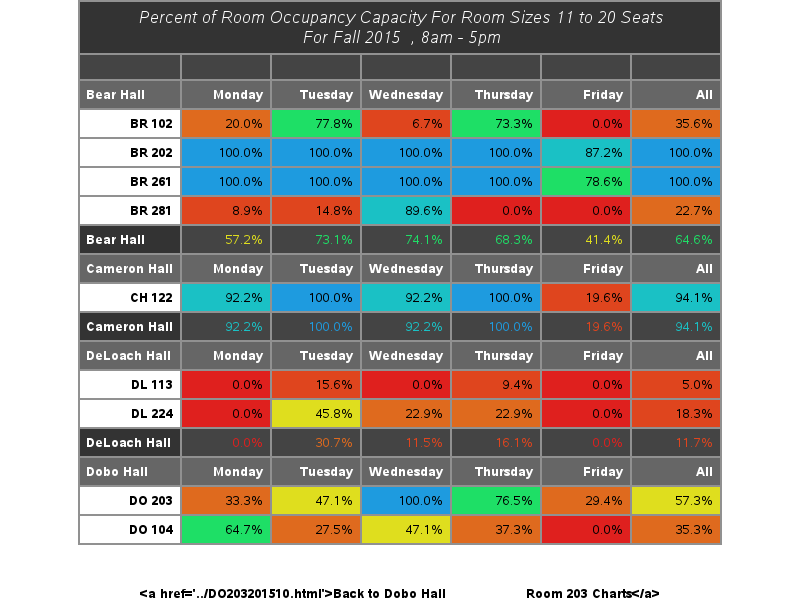 Percent of Room Occupancy Capacity For Room Sizes 11 to 20 Seats
For Fall 2015 , 8am - 5pm
Bear Hall Monday Tuesday Wednesday Thursday Friday All
BR 102 20.0% 77.8% 6.7% 73.3% 0.0% 35.6%
BR 202 100.0% 100.0% 100.0% 100.0% 87.2% 100.0%
BR 261 100.0% 100.0% 100.0% 100.0% 78.6% 100.0%
BR 281 8.9% 14.8% 89.6% 0.0% 0.0% 22.7%
Bear Hall 57.2% 73.1% 74.1% 68.3% 41.4% 64.6%
Cameron Hall Monday Tuesday Wednesday Thursday Friday All
CH 122 92.2% 100.0% 92.2% 100.0% 19.6% 94.1%
Cameron Hall 92.2% 100.0% 92.2% 100.0% 19.6% 94.1%
DeLoach Hall Monday Tuesday Wednesday Thursday Friday All
DL 113 0.0% 15.6% 0.0% 9.4% 0.0% 5.0%
DL 224 0.0% 45.8% 22.9% 22.9% 0.0% 18.3%
DeLoach Hall 0.0% 30.7% 11.5% 16.1% 0.0% 11.7%
Dobo Hall Monday Tuesday Wednesday Thursday Friday All
DO 203 33.3% 47.1% 100.0% 76.5% 29.4% 57.3%
DO 104 64.7% 27.5% 47.1% 37.3% 0.0% 35.3%
<a href='../DO203201510.html'>Back to Dobo Hall Room 203 Charts</a>